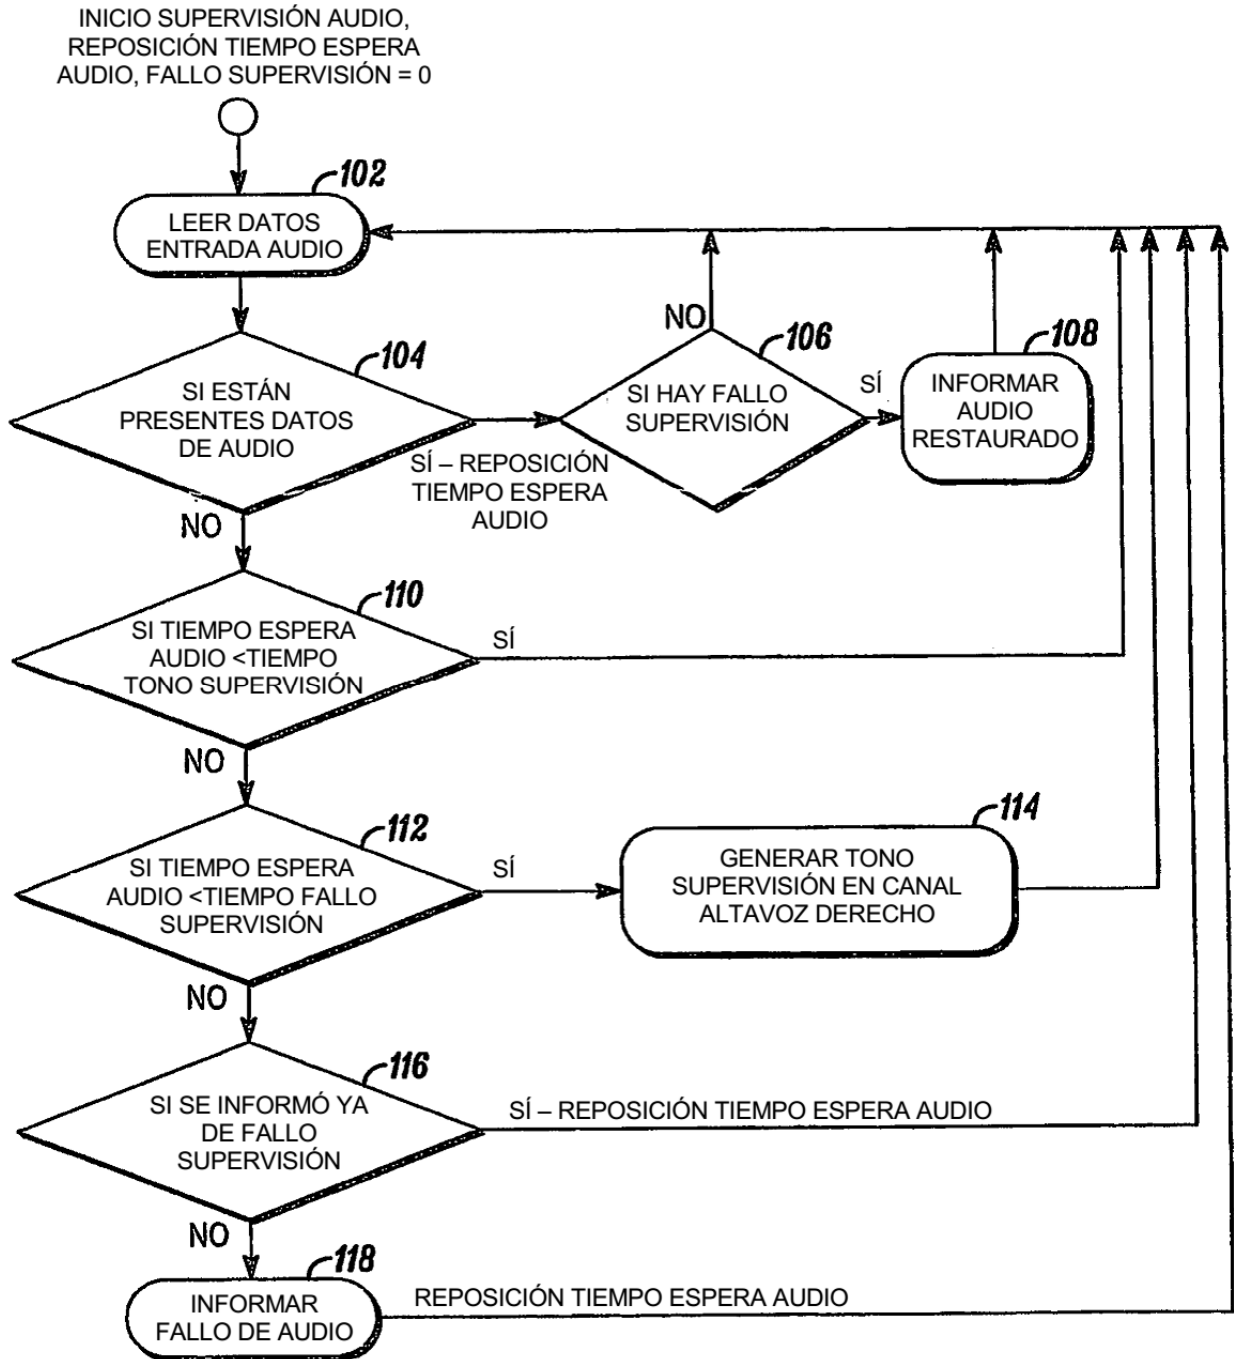 INICIO SUPERVISIÓN AUDIO,
REPOSICIÓN TIEMPO ESPERA
AUDIO, FALLO SUPERVISIÓN = 0
102
LEER DATOS
ENTRADA AUDIO
104
SI ESTÁN
PRESENTES DATOS
DE AUDIO
SÍ – REPOSICIÓN
TIEMPO ESPERA
AUDIO
NO
106
SI HAY FALLO
SUPERVISIÓN
NO
SÍ
108
INFORMAR
AUDIO
RESTAURADO
110
SI TIEMPO ESPERA
AUDIO <TIEMPO
TONO SUPERVISIÓN
SÍ
NO
112
SI TIEMPO ESPERA
AUDIO <TIEMPO FALLO
SUPERVISIÓN
SÍ
NO
114
GENERAR TONO
SUPERVISIÓN EN CANAL
ALTAVOZ DERECHO
116
SI SE INFORMÓ YA
DE FALLO
SUPERVISIÓN
SÍ – REPOSICIÓN TIEMPO ESPERA AUDIO
NO
118
INFORMAR
FALLO DE AUDIO
REPOSICIÓN TIEMPO ESPERA AUDIO